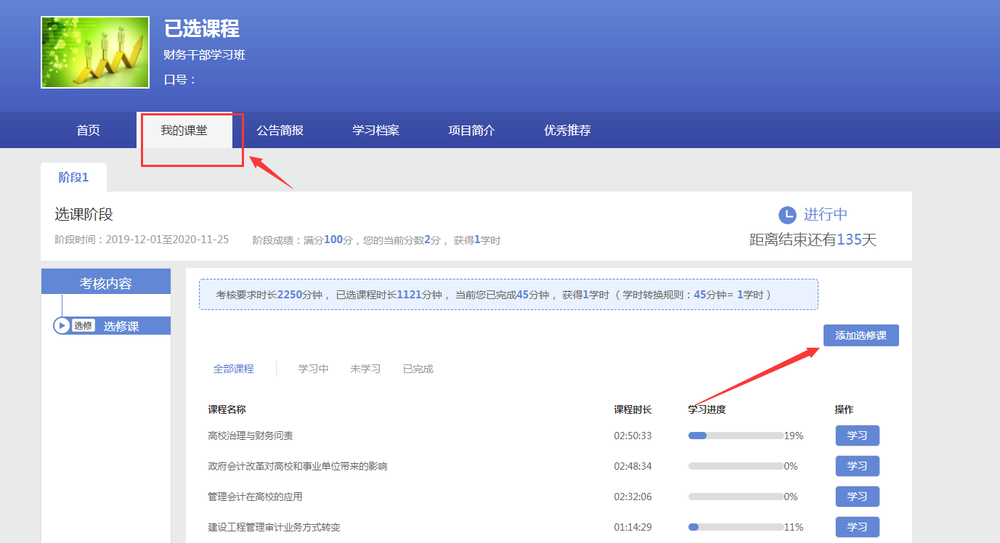 已选课程
财务干部学习班
口号：
首页 我的课堂 公告简报 学习档案 项目简介 优秀推荐
阶段1
选课阶段
进行中
阶段时间：2019-12-01至2020-11-25 阶段成绩：满分100分，您的当前分数2分， 获得1学时
距离结束还有135天
考核内容
选修 选修课
考核要求时长2250分钟， 已选课程时长1121分钟， 当前您已完成45分钟， 获得1学时（ 学时转换规则：45分钟= 1学时 ）
添加选修课
全部课程 学习中 未学习 已完成
课程名称 课程时长 学习进度 操作
高校治理与财务问责 02:50:33 19% 学习
政府会计改革对高校和事业单位带来的影响 02:48:34 0% 学习
管理会计在高校的应用 02:32:06 0% 学习
建设工程管理审计业务方式转变 01:14:29 11% 学习